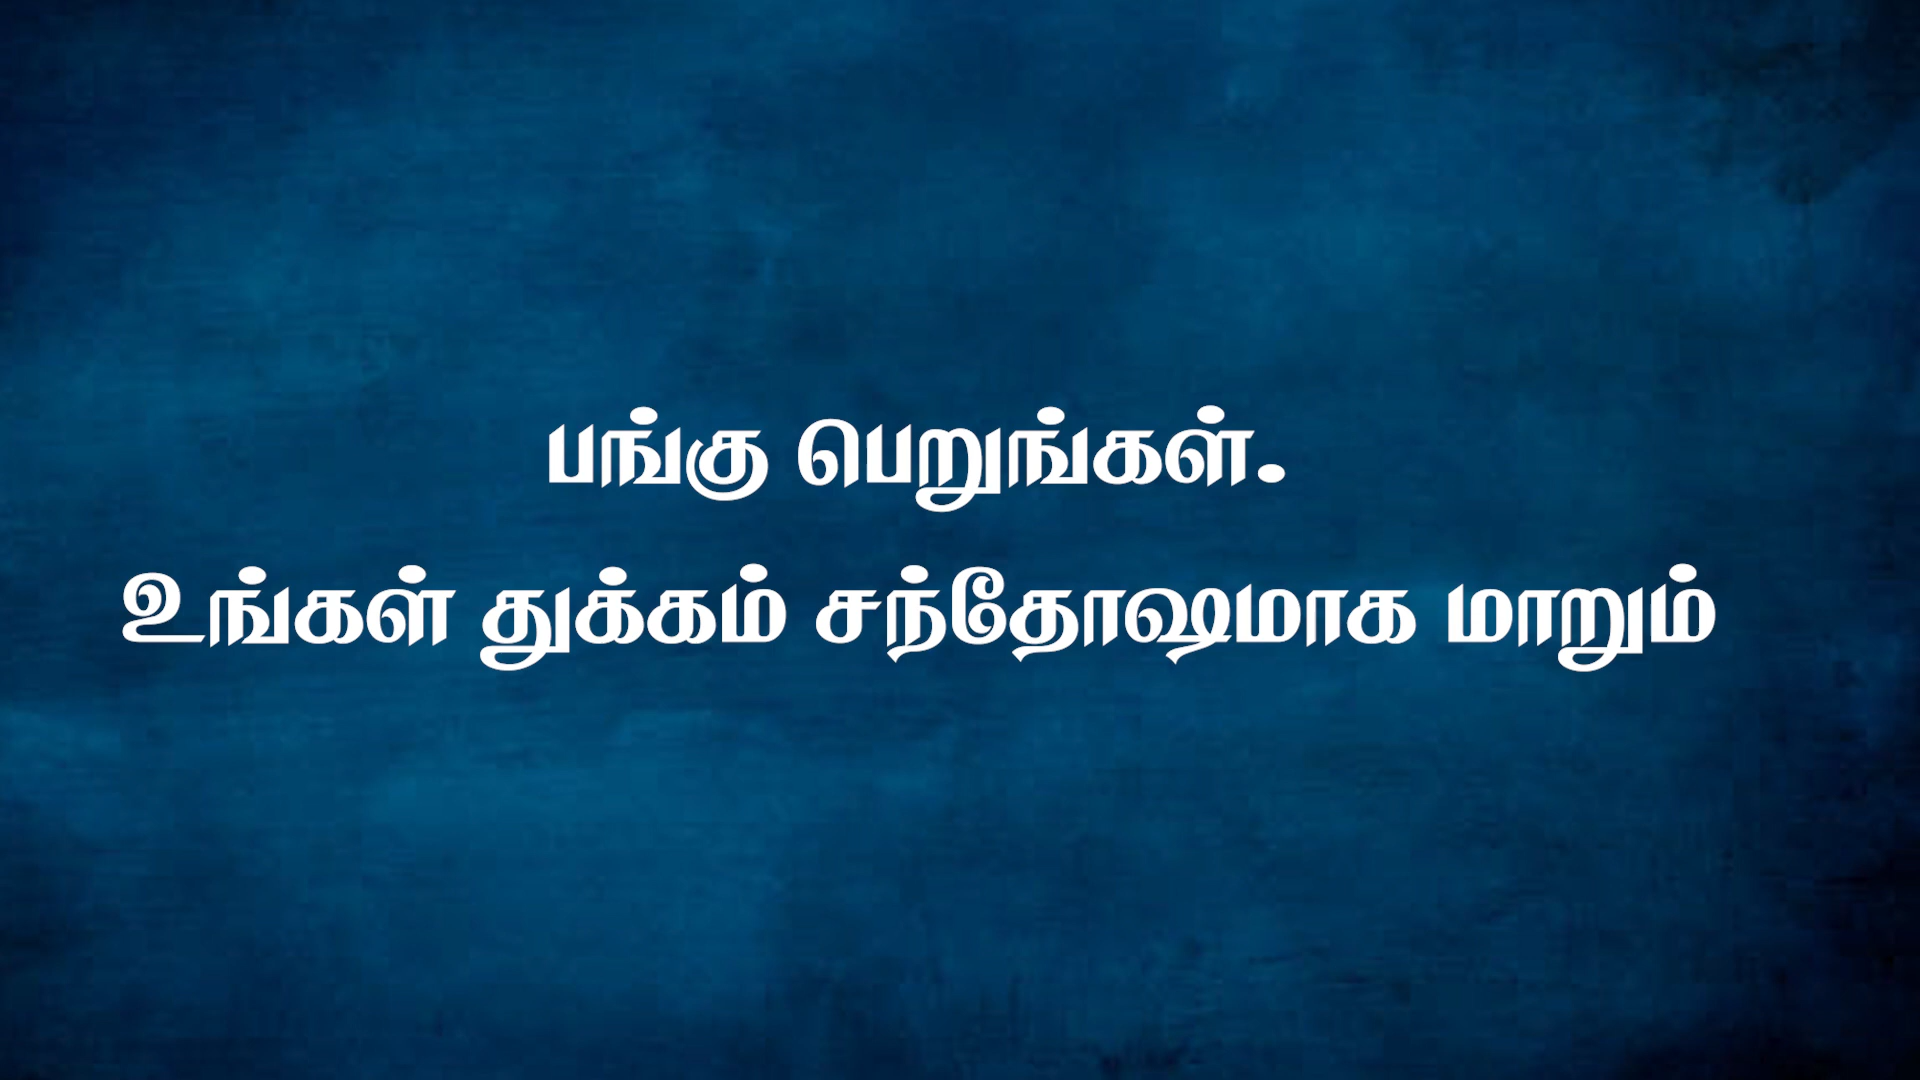 பங்கு பெறுங்கள்.
உங்கள் துக்கம் சந்தோஷமாக மாறும்